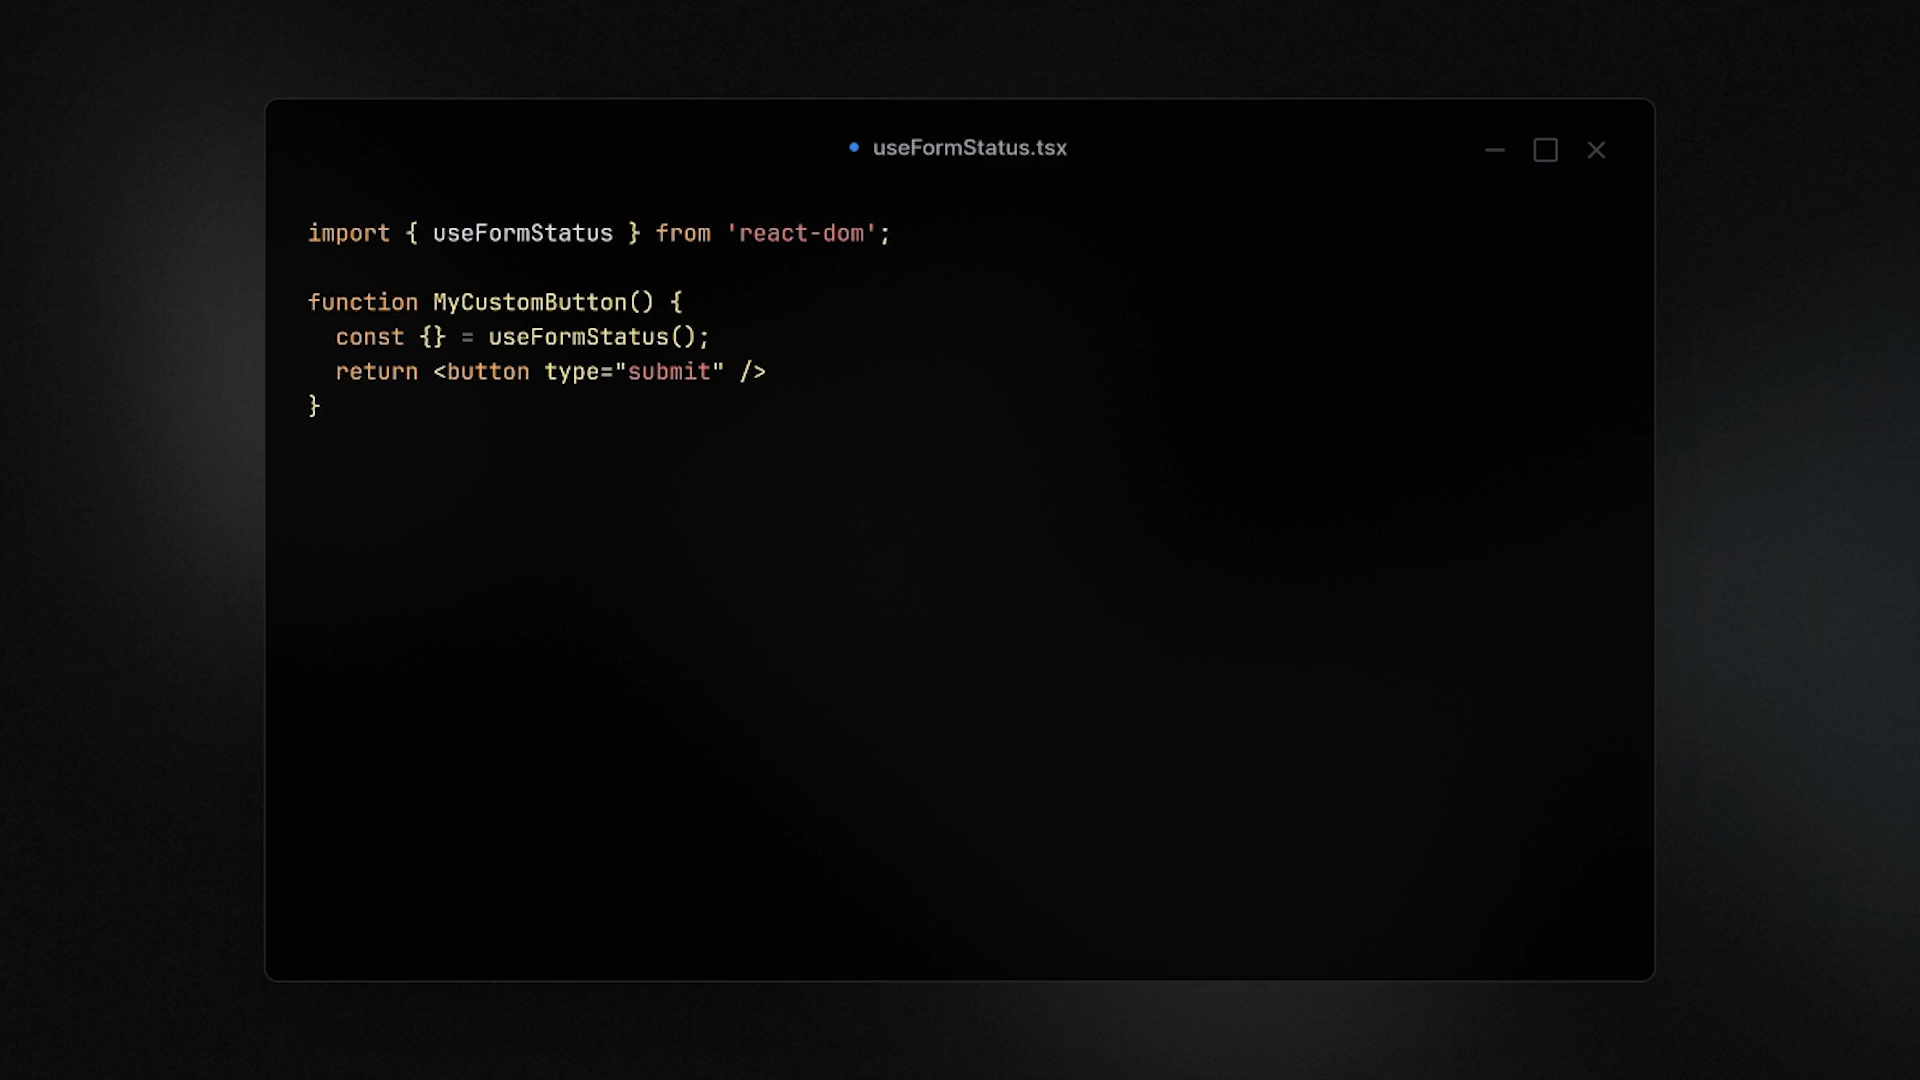 useFormStatus.tsx
import { useFormStatus } from 'react-dom';
function MyCustomButton() {
  const {} = useFormStatus();
  return <button type="submit" />
}